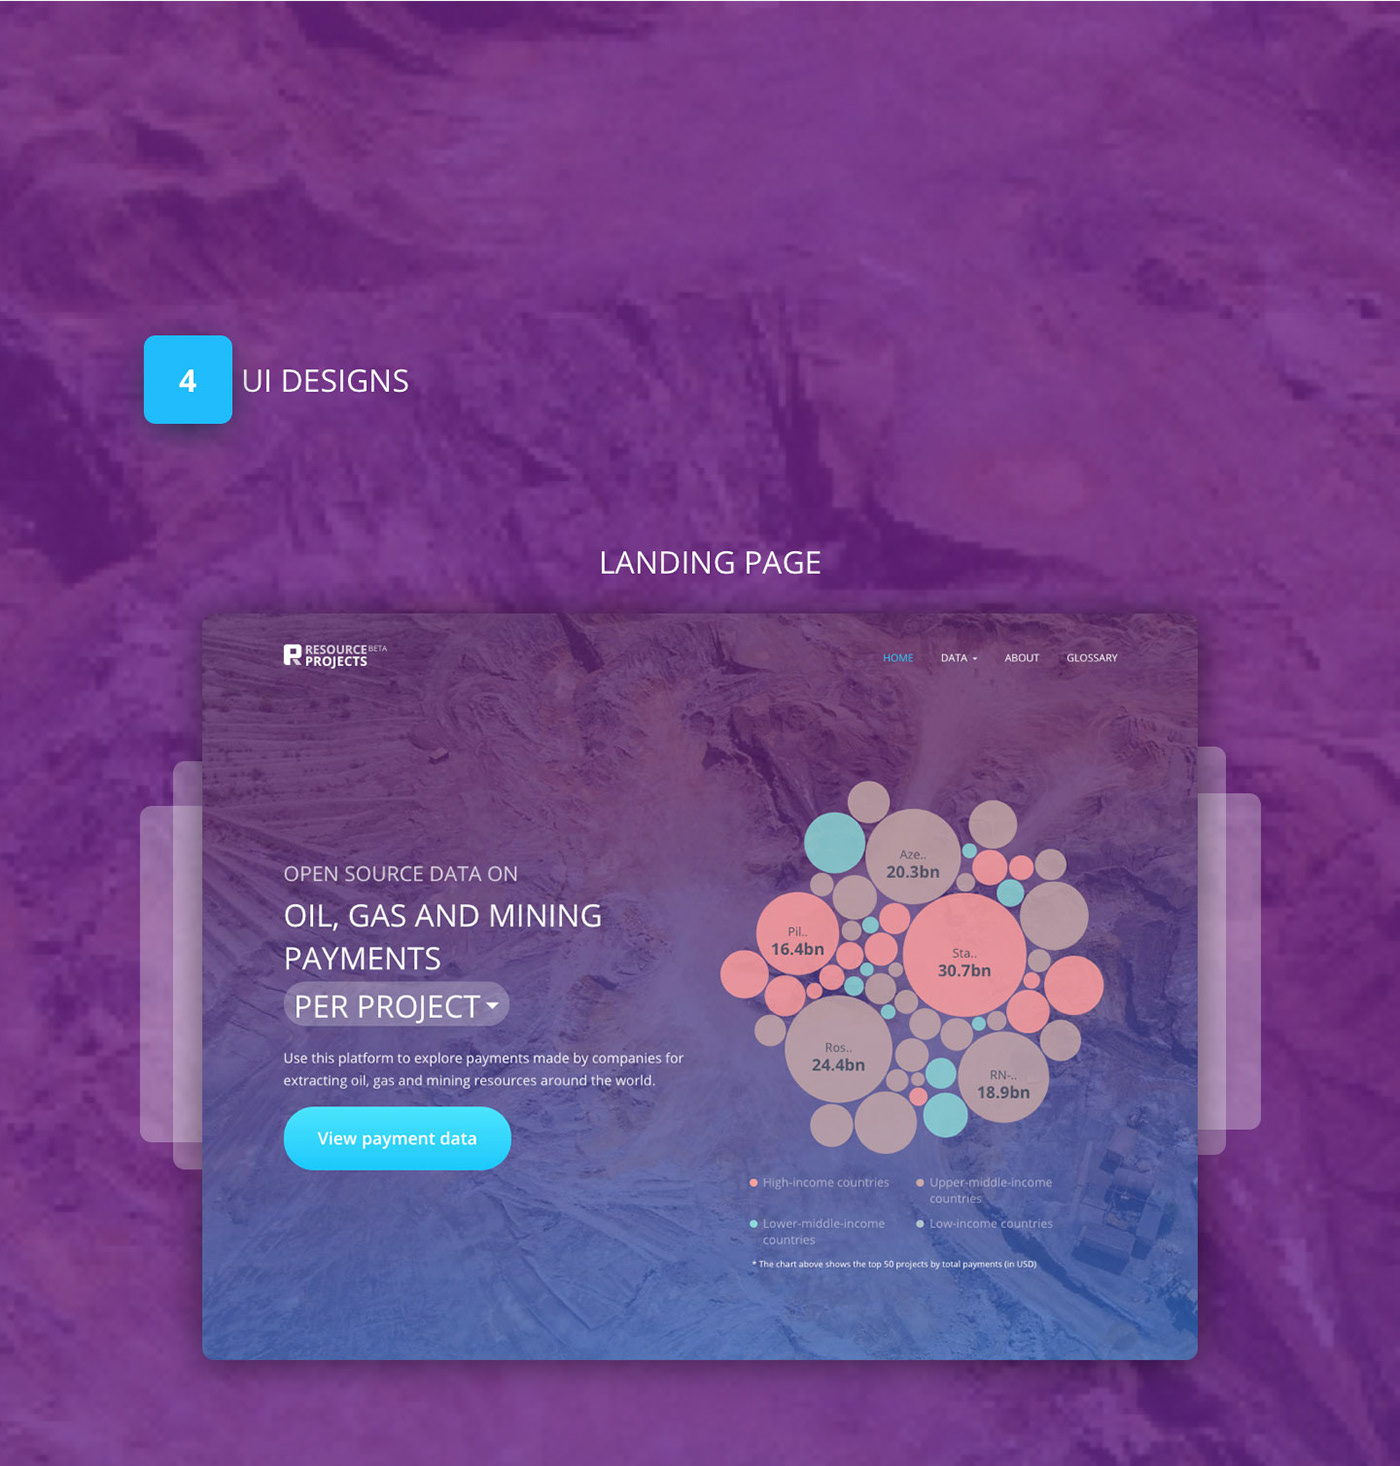 4 UI DESIGNS
LANDING PAGE
RESOURCE BETA
PROJECTS
HOME DATA ABOUT GLOSSARY
OPEN SOURCE DATA ON
OIL, GAS AND MINING
PAYMENTS
PER PROJECT
Use this platform to explore payments made by companies for
extracting oil, gas and mining resources around the world.
View payment data
Aze..
20.3bn
Pil..
16.4bn
Sta..
30.7bn
Ros..
24.4bn
RN-..
18.9bn
High-income countries
Upper-middle-income
countries
Lower-middle-income
countries
Low-income countries
* The chart above shows the top 50 projects by total payments (in USD)